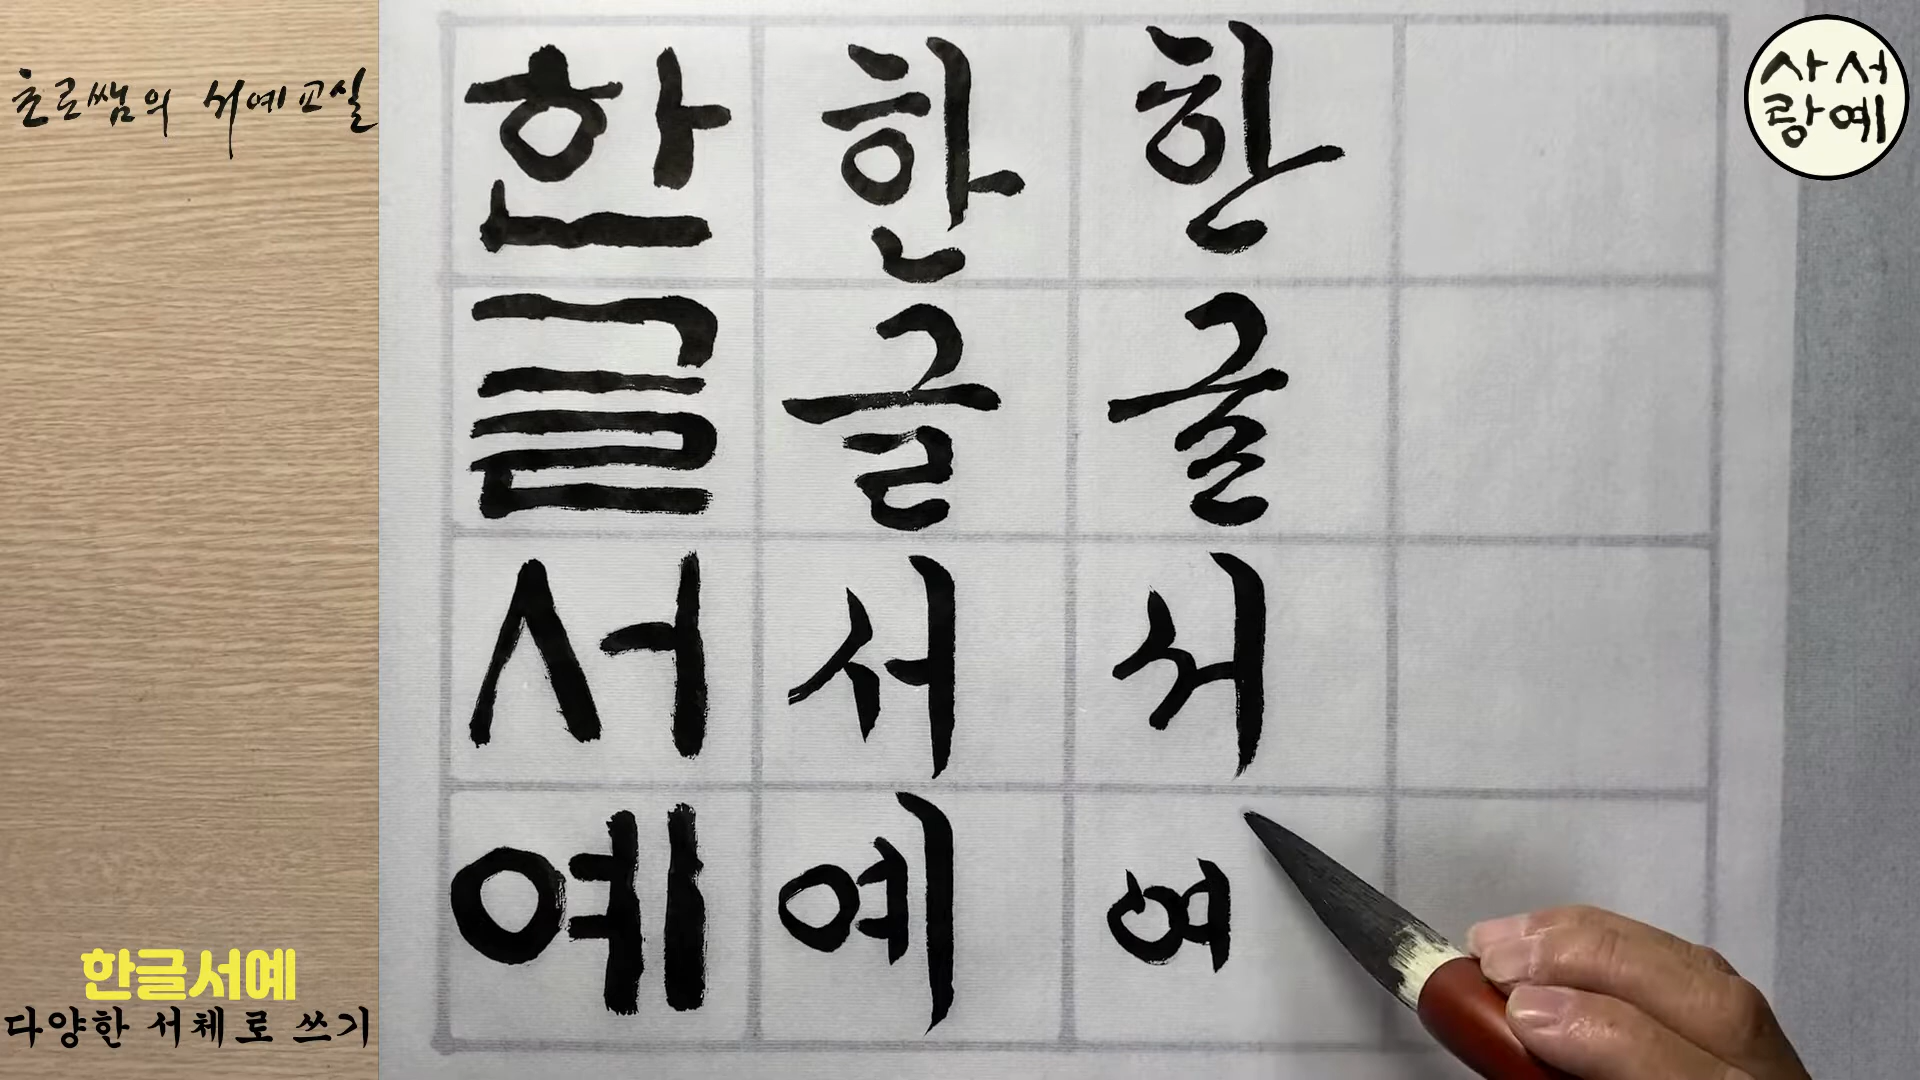 초로쌤의 서예교실
한글서예
다양한 서체로 쓰기
한 한 한
글 글 글
서 서 서
예 예 여
사서
랑예